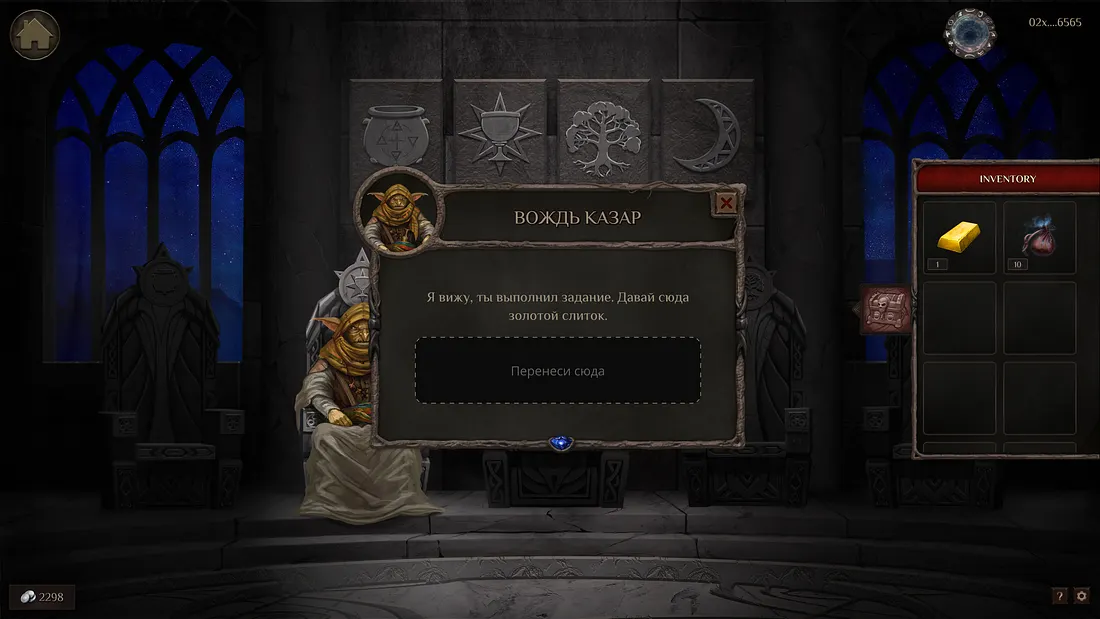 02x....6565
INVENTORY
ВОЖДЬ КАЗАР
1
10
Я вижу, ты выполнил задание. Давай сюда
золотой слиток.
Перенеси сюда
2298
?